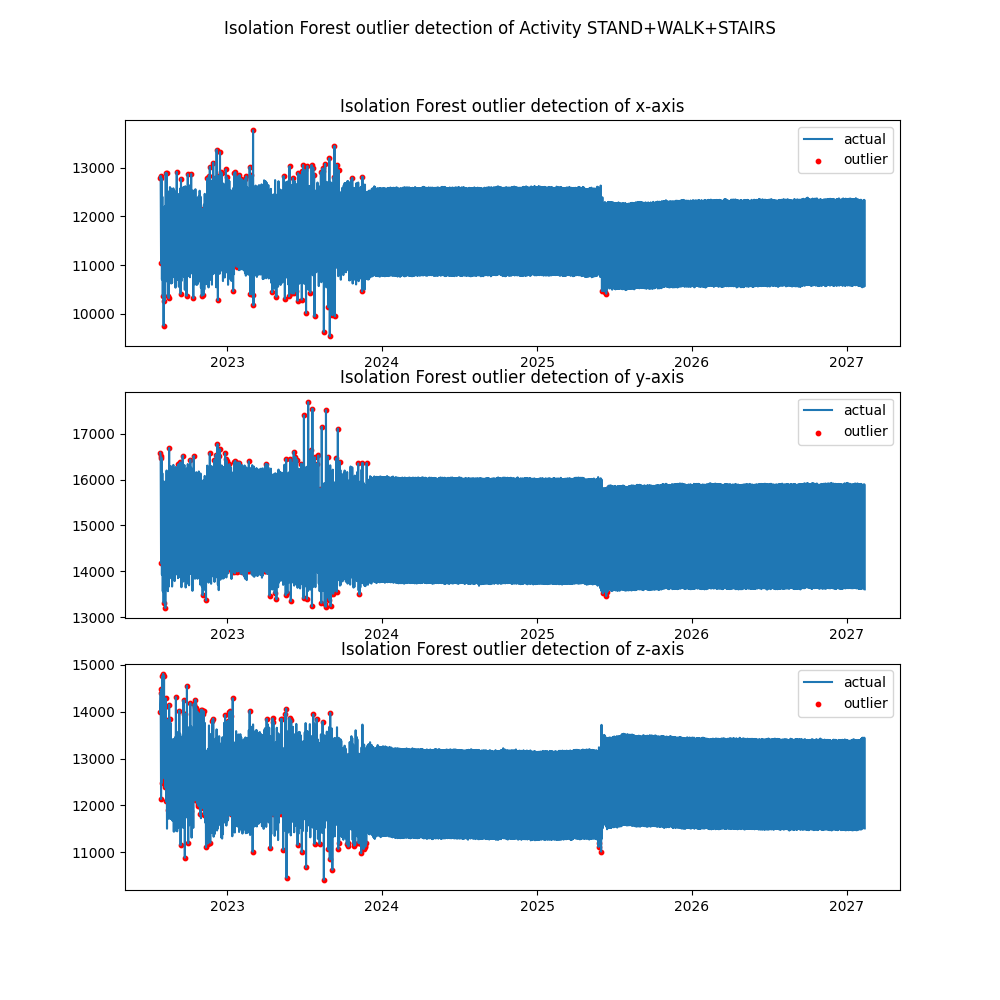 Isolation Forest outlier detection of Activity STAND+WALK+STAIRS
Isolation Forest outlier detection of x-axis
actual
outlier
13000
12000
11000
10000
2023 2024 2025 2026 2027
Isolation Forest outlier detection of y-axis
actual
outlier
17000
16000
15000
14000
13000
2023 2024 2025 2026 2027
Isolation Forest outlier detection of z-axis
actual
outlier
15000
14000
13000
12000
11000
2023 2024 2025 2026 2027